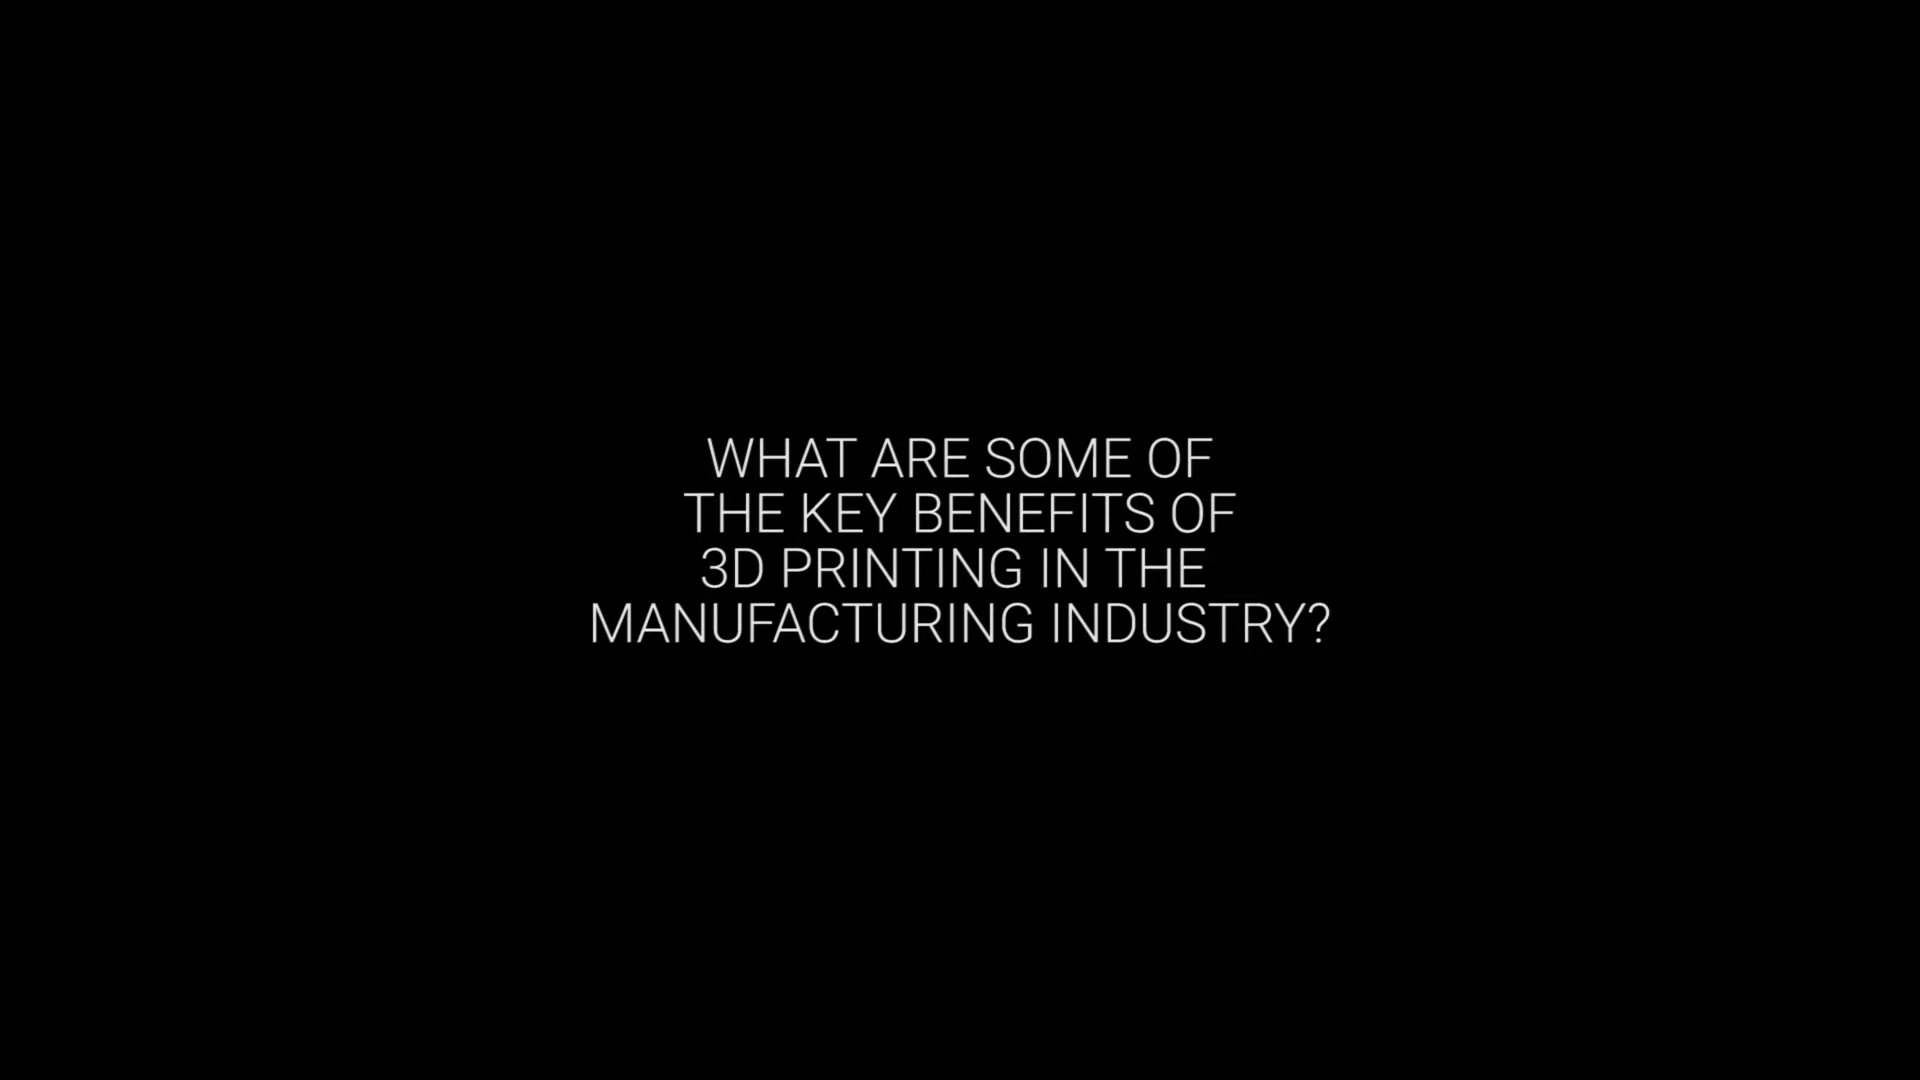 WHAT ARE SOME OF
THE KEY BENEFITS OF
3D PRINTING IN THE
MANUFACTURING INDUSTRY?